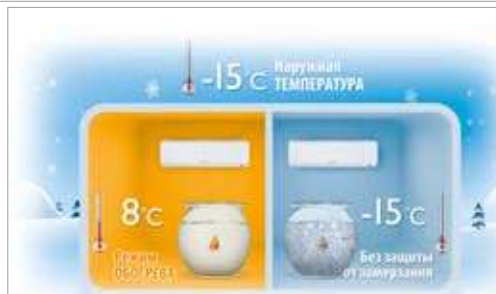 -15°C
Наружная
ТЕМПЕРАТУРА
8°C
Режим
ОБОГРЕВА
-15°C
Без защиты
от замерзания